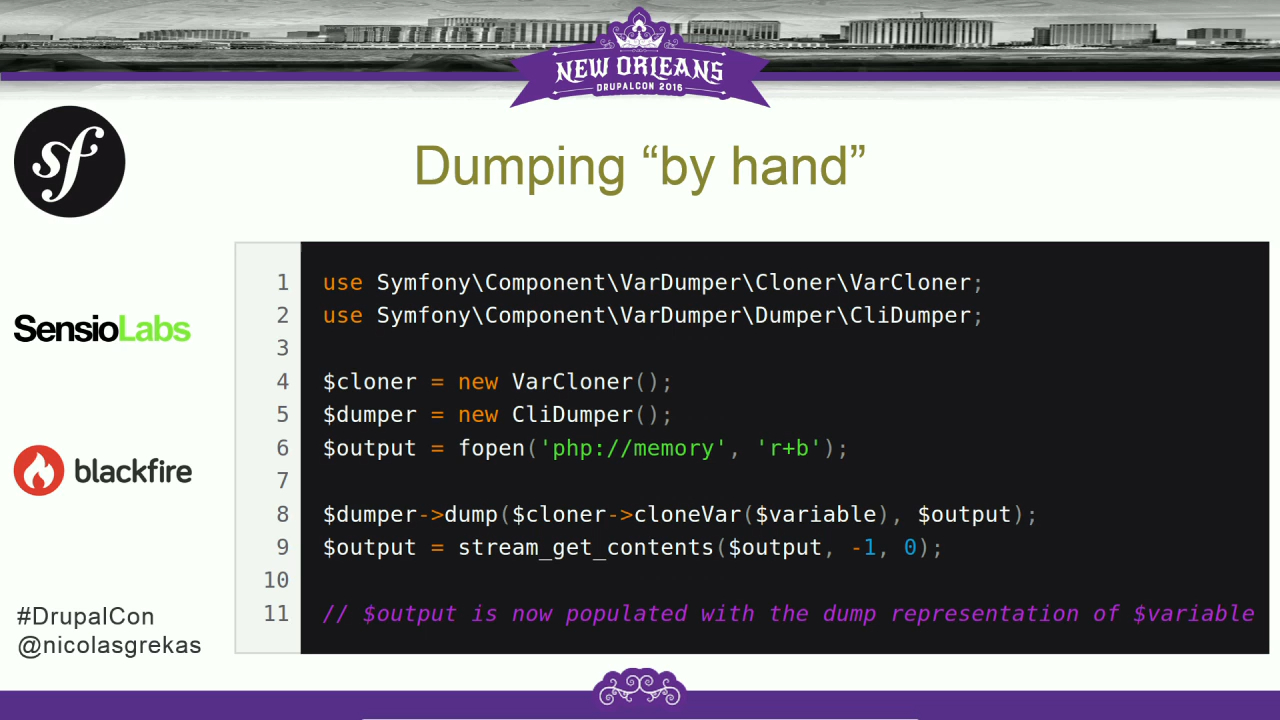 NEW ORLEANS
DRUPALCON 2016
sf
Dumping “by hand”
SensioLabs
blackfire
#DrupalCon
@nicolasgrekas
1 use Symfony\Component\VarDumper\Cloner\VarCloner;
2 use Symfony\Component\VarDumper\Dumper\CliDumper;
3
4 $cloner = new VarCloner();
5 $dumper = new CliDumper();
6 $output = fopen('php://memory', 'r+b');
7
8 $dumper->dump($cloner->cloneVar($variable), $output);
9 $output = stream_get_contents($output, -1, 0);
10
11 // $output is now populated with the dump representation of $variable